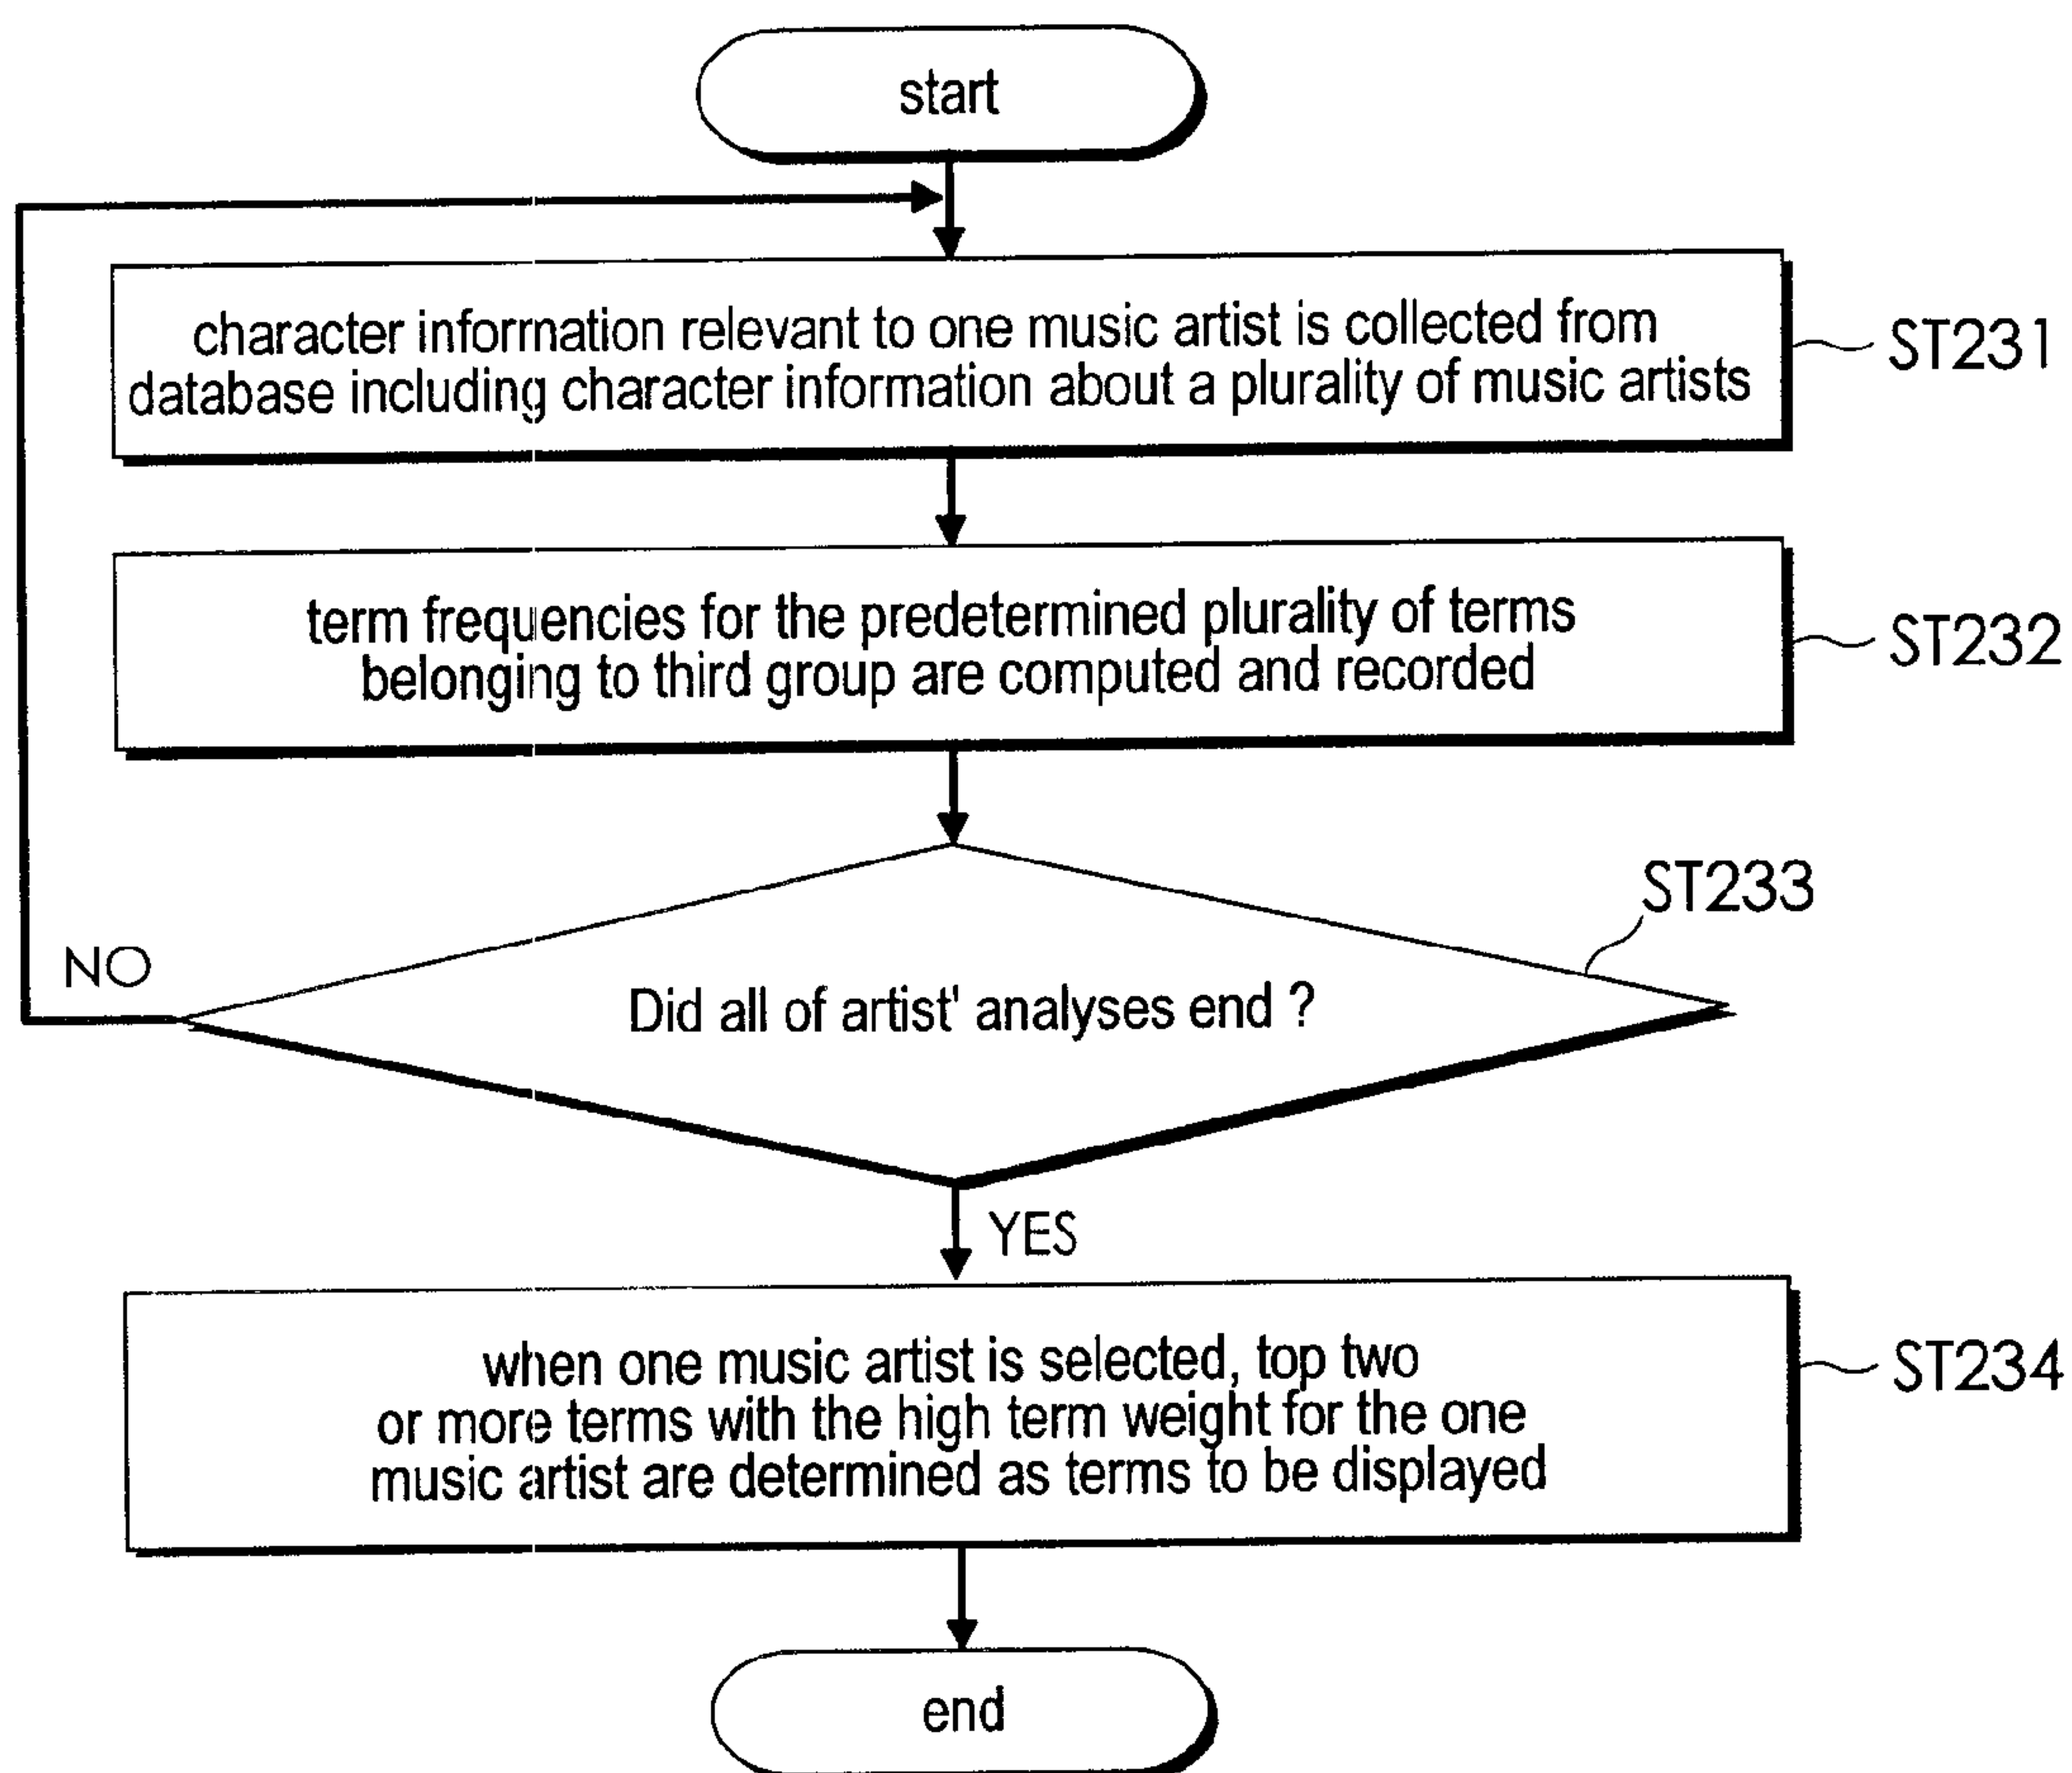 start
character information relevant to one music artist is collected from
database including character information about a plurality of music artists
ST231
term frequencies for the predetermined plurality of terms
belonging to third group are computed and recorded
ST232
ST233
NO
Did all of artist' analyses end ?
YES
when one music artist is selected, top two
or more terms with the high term weight for the one
music artist are determined as terms to be displayed
ST234
end